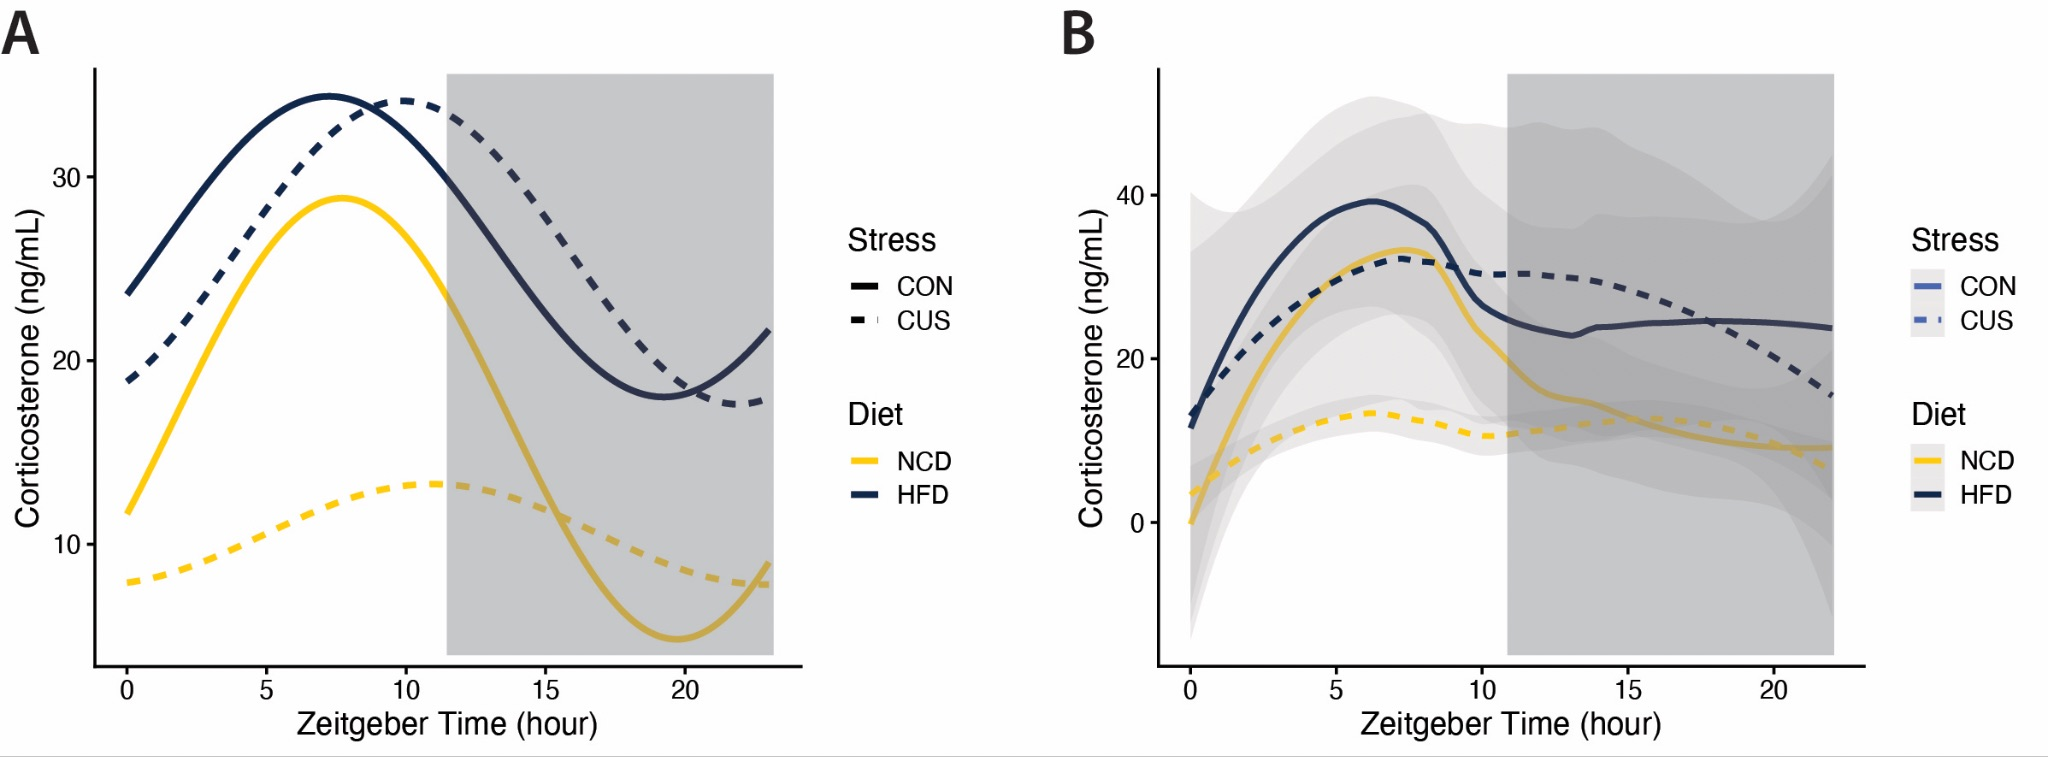 A
Corticosterone (ng/mL)
30
20
10
0 5 10 15 20
Zeitgeber Time (hour)
Stress
CON
CUS
Diet
NCD
HFD
B
Corticosterone (ng/mL)
40
20
0
0 5 10 15 20
Zeitgeber Time (hour)
Stress
CON
CUS
Diet
NCD
HFD